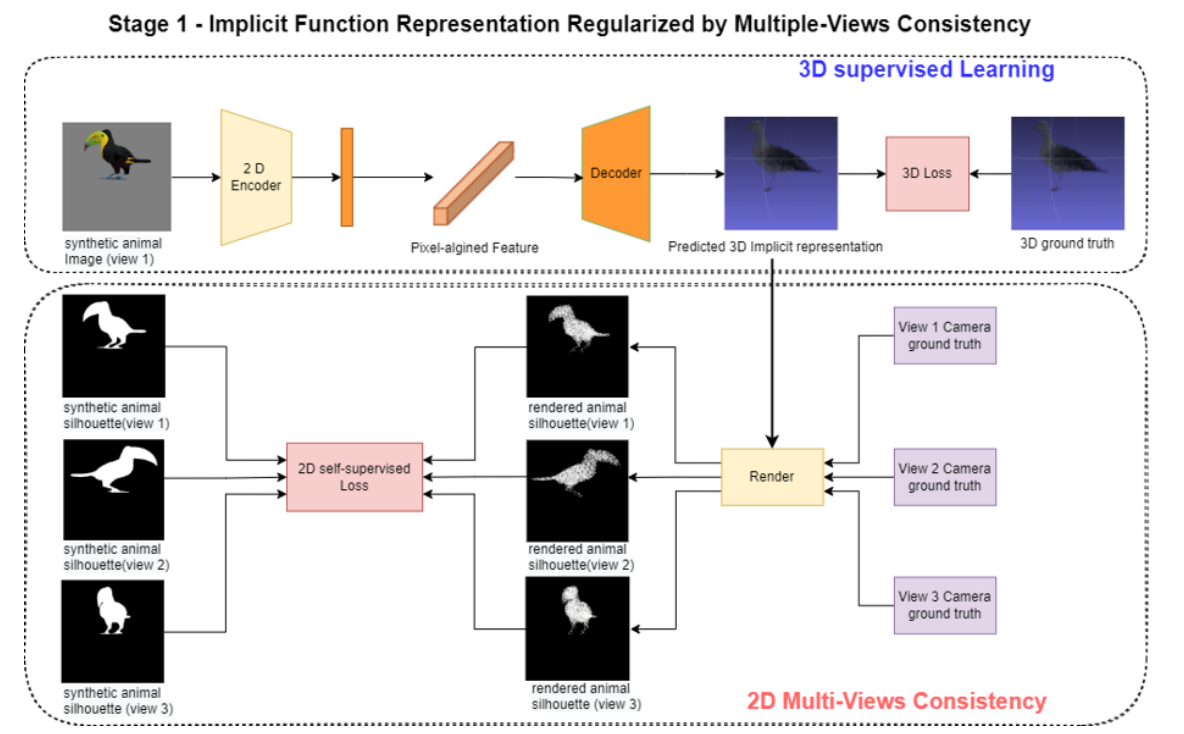 Stage 1 - Implicit Function Representation Regularized by Multiple-Views Consistency
3D supervised Learning
2 D
Encoder
Decoder
3D Loss
synthetic animal
Image (view 1)
Pixel-algined Feature
Predicted 3D Implicit representation
3D ground truth
View 1 Camera
ground truth
synthetic animal
silhouette(view 1)
rendered animal
silhouette(view 1)
2D self-supervised
Loss
Render
View 2 Camera
ground truth
synthetic animal
silhouette(view 2)
rendered animal
silhouette(view 2)
View 3 Camera
ground truth
synthetic animal
silhouette (view 3)
rendered animal
silhouette (view 3)
2D Multi-Views Consistency